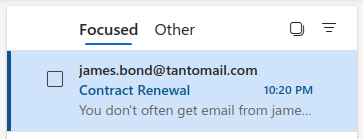 Focused Other
james.bond@tantomail.com
Contract Renewal 10:20 PM
You don't often get email from jame...